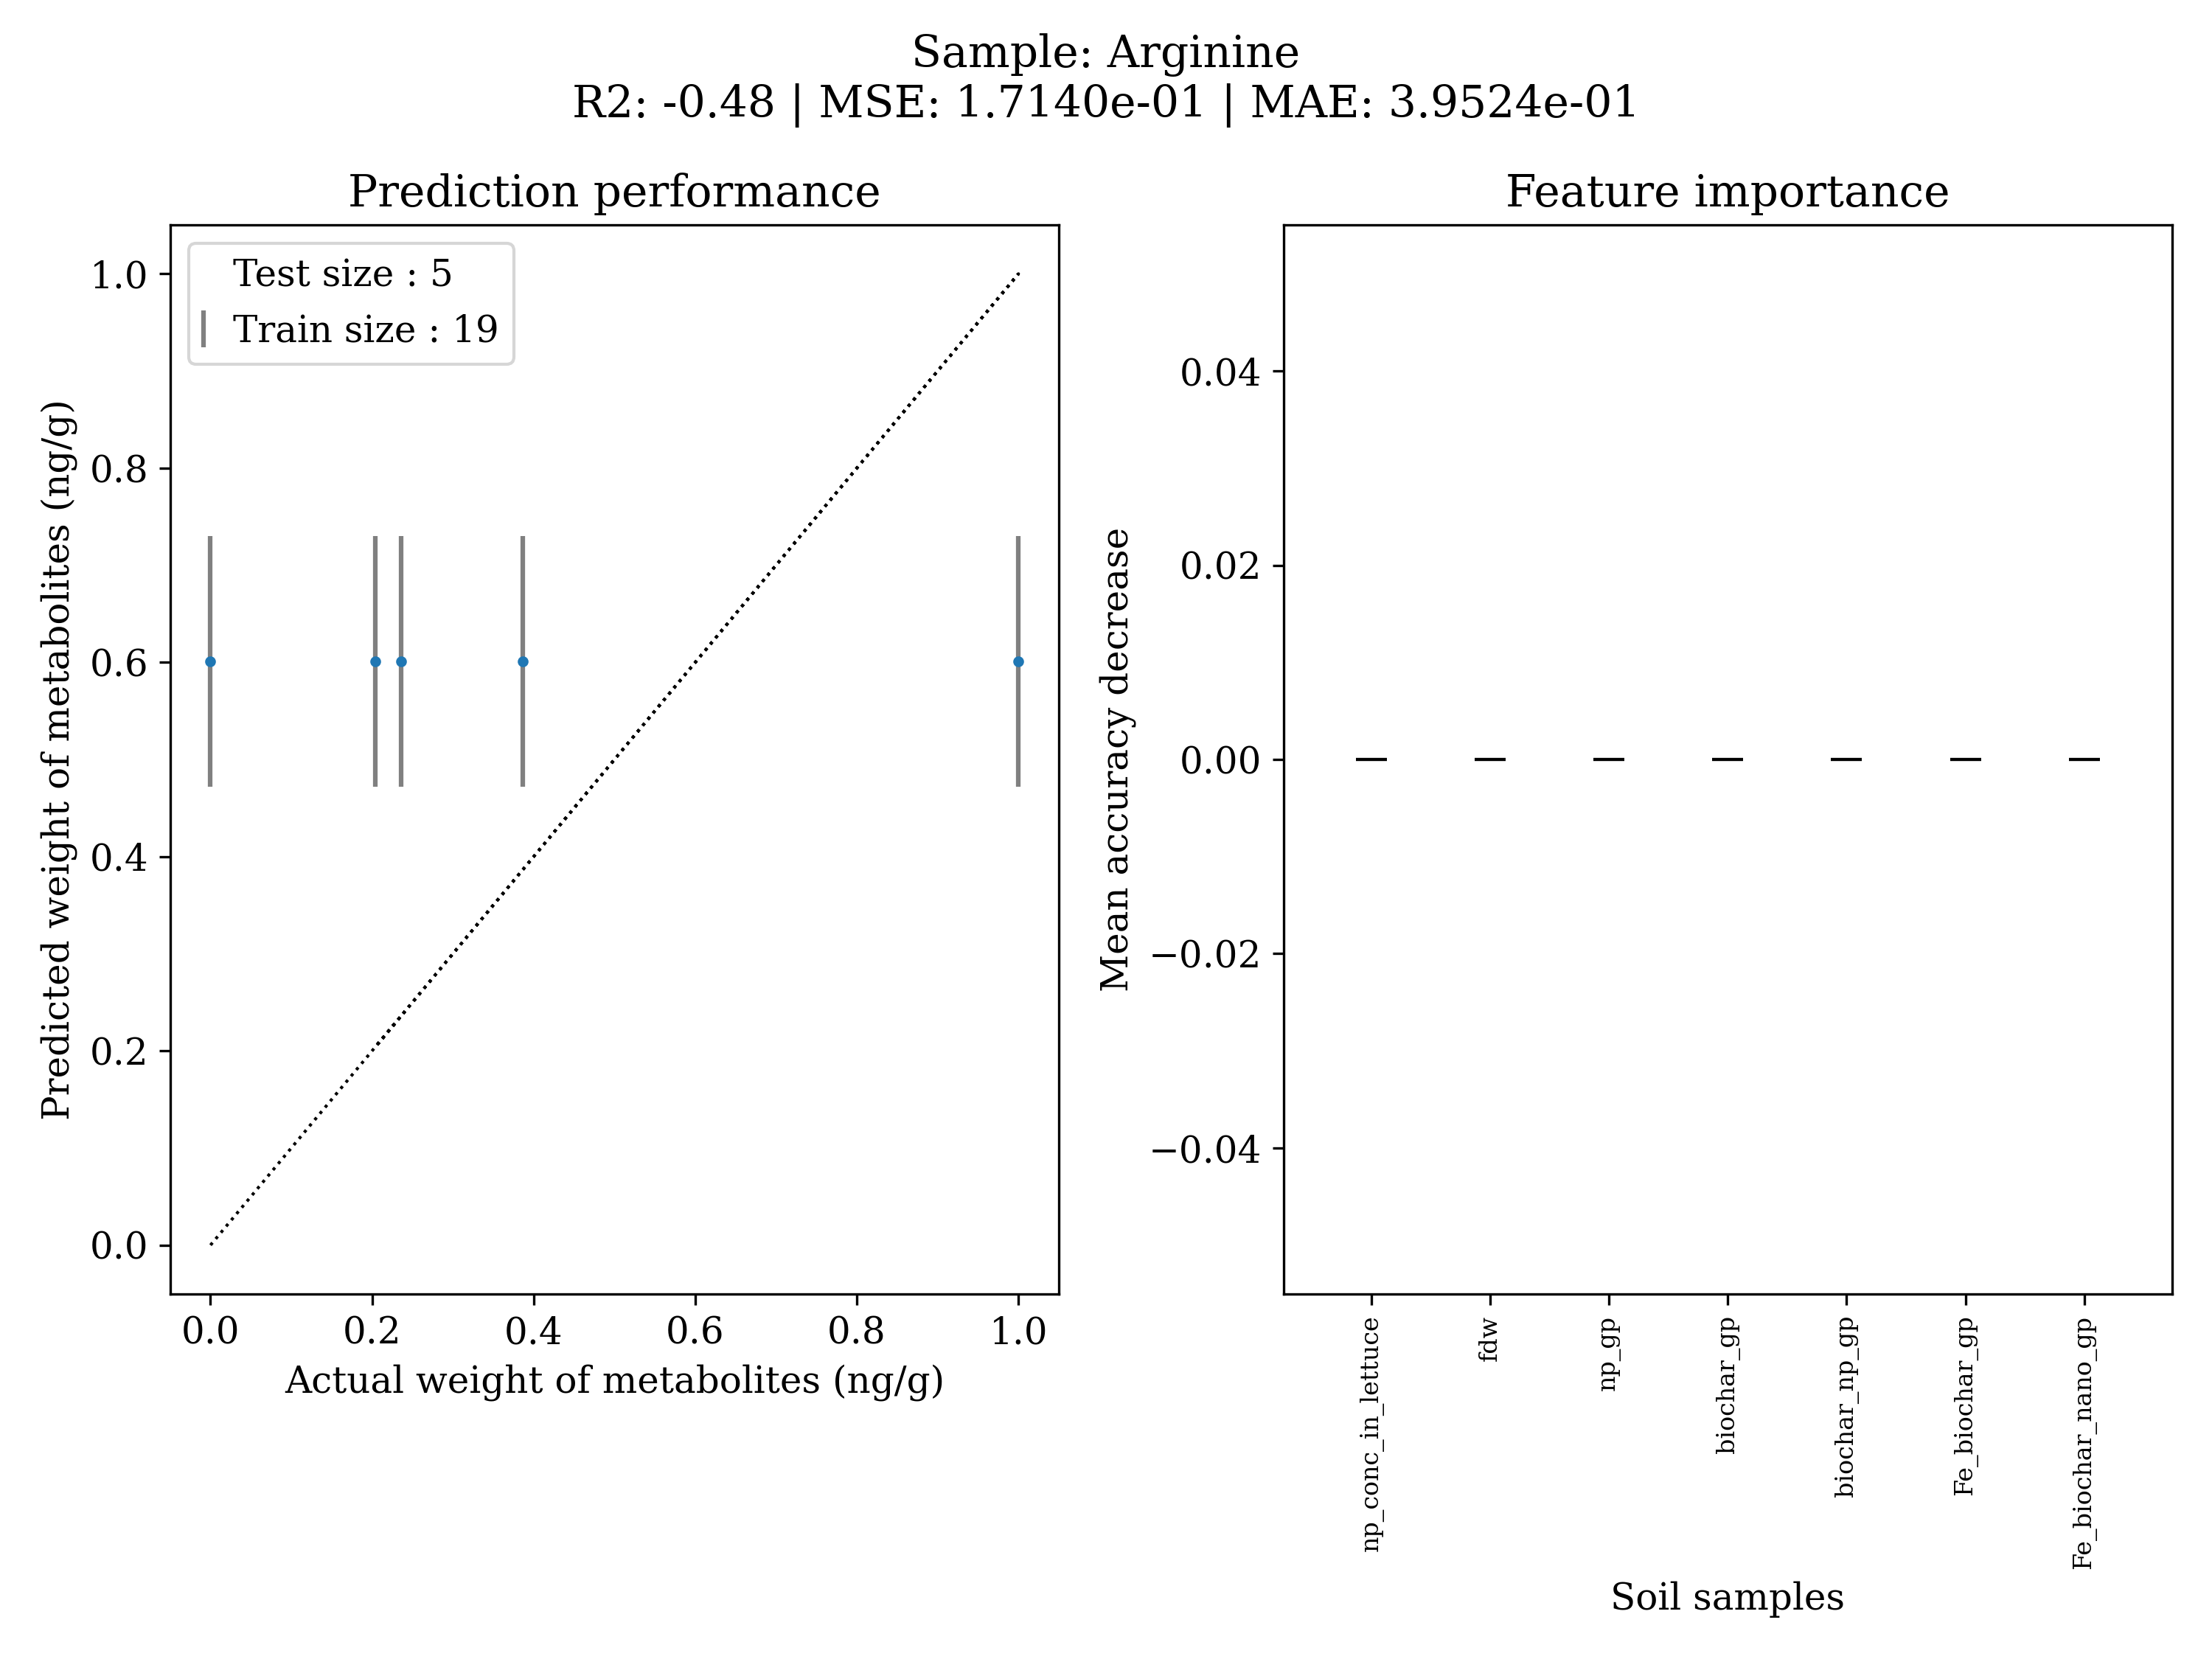 Sample: Arginine
R2: -0.48 | MSE: 1.7140e-01 | MAE: 3.9524e-01
Prediction performance
Test size : 5
Train size : 19
1.0
0.8
0.6
0.4
0.2
0.0
Predicted weight of metabolites (ng/g)
0.0 0.2 0.4 0.6 0.8 1.0
Actual weight of metabolites (ng/g)
Feature importance
0.04
0.02
0.00
−0.02
−0.04
Mean accuracy decrease
np_conc_in_lettuce
fdw
np_gp
biochar_gp
biochar_np_gp
Fe_biochar_gp
Fe_biochar_nano_gp
Soil samples